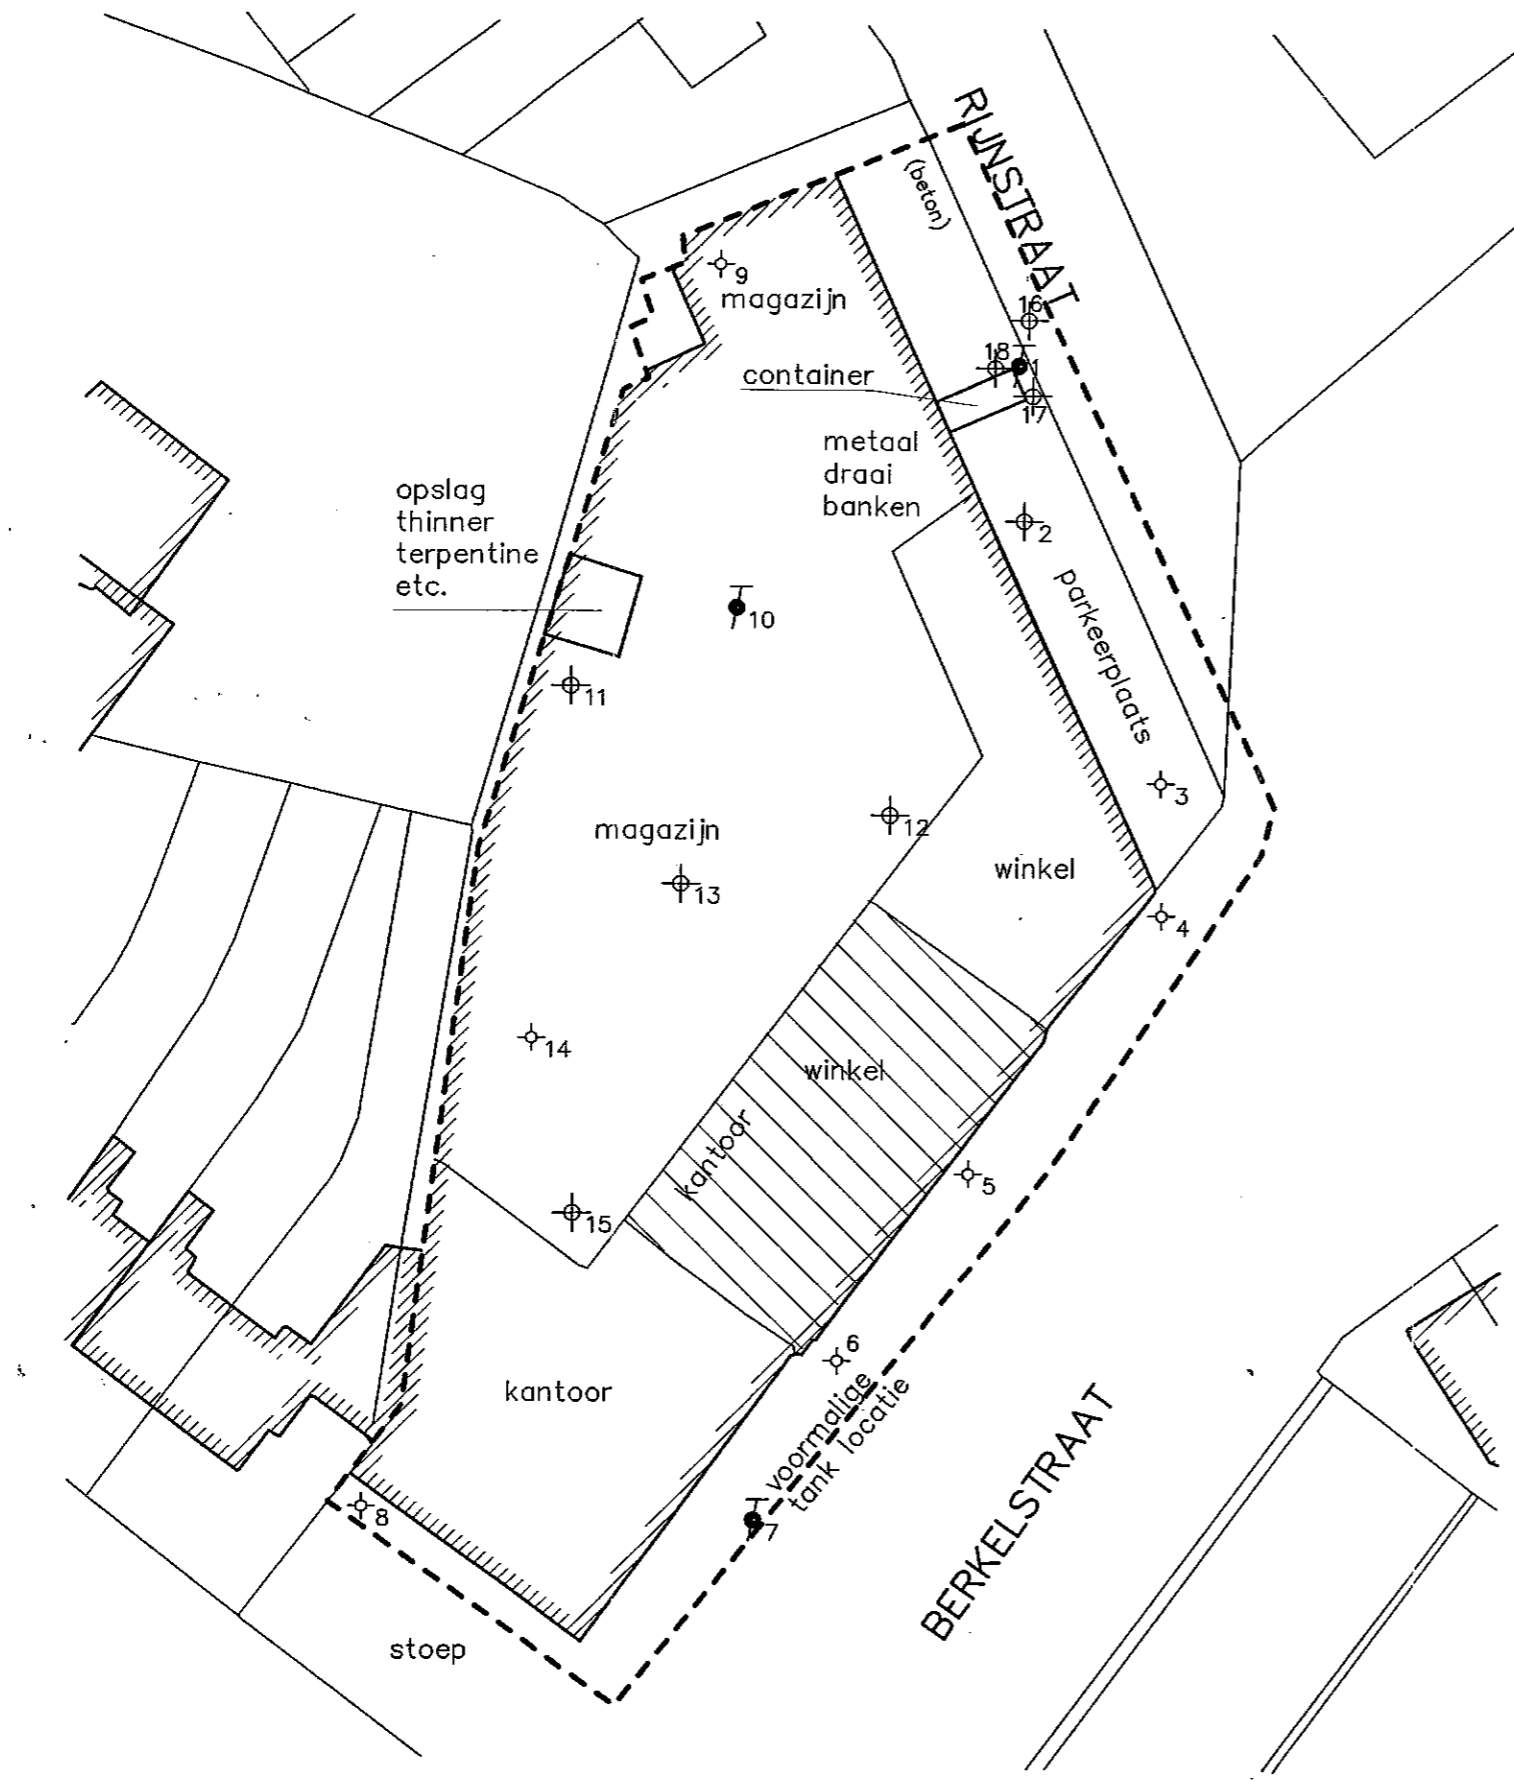 RIJNSTRAAT
(beton)
9
magazijn
16
18
1
container
17
metaal
draai
banken
opslag
thinner
terpentine
etc.
2
10
parkeerplaats
11
3
12
magazijn
winkel
13
4
14
winkel
kantoor
5
15
6
kantoor
voormalige
tank locatie
8
7
BERKELSTRAAT
stoep